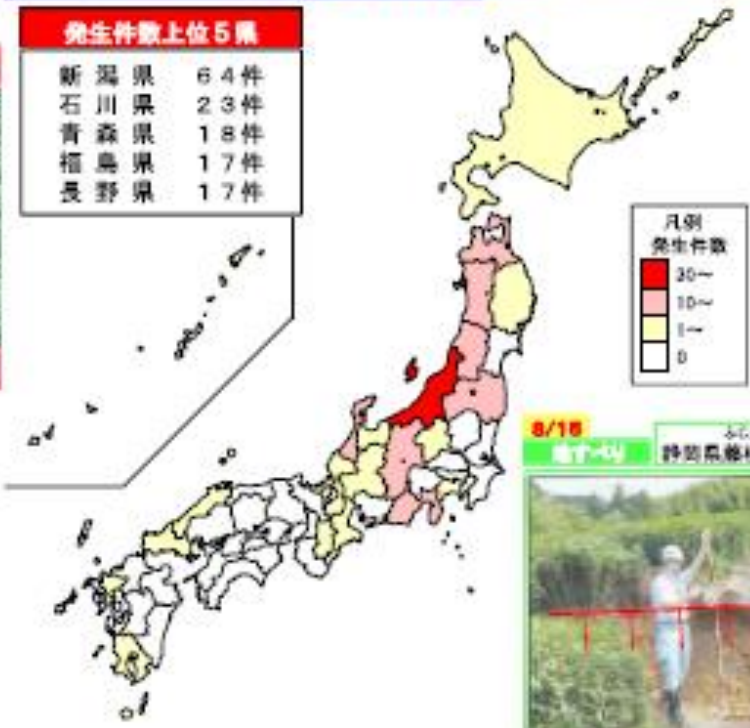 発生件数上位5県
新潟県 64件
石川県 23件
青森県 18件
福島県 17件
長野県 17件
凡例
発生件数
30~
10~
1~
0
8/16
静岡県藤